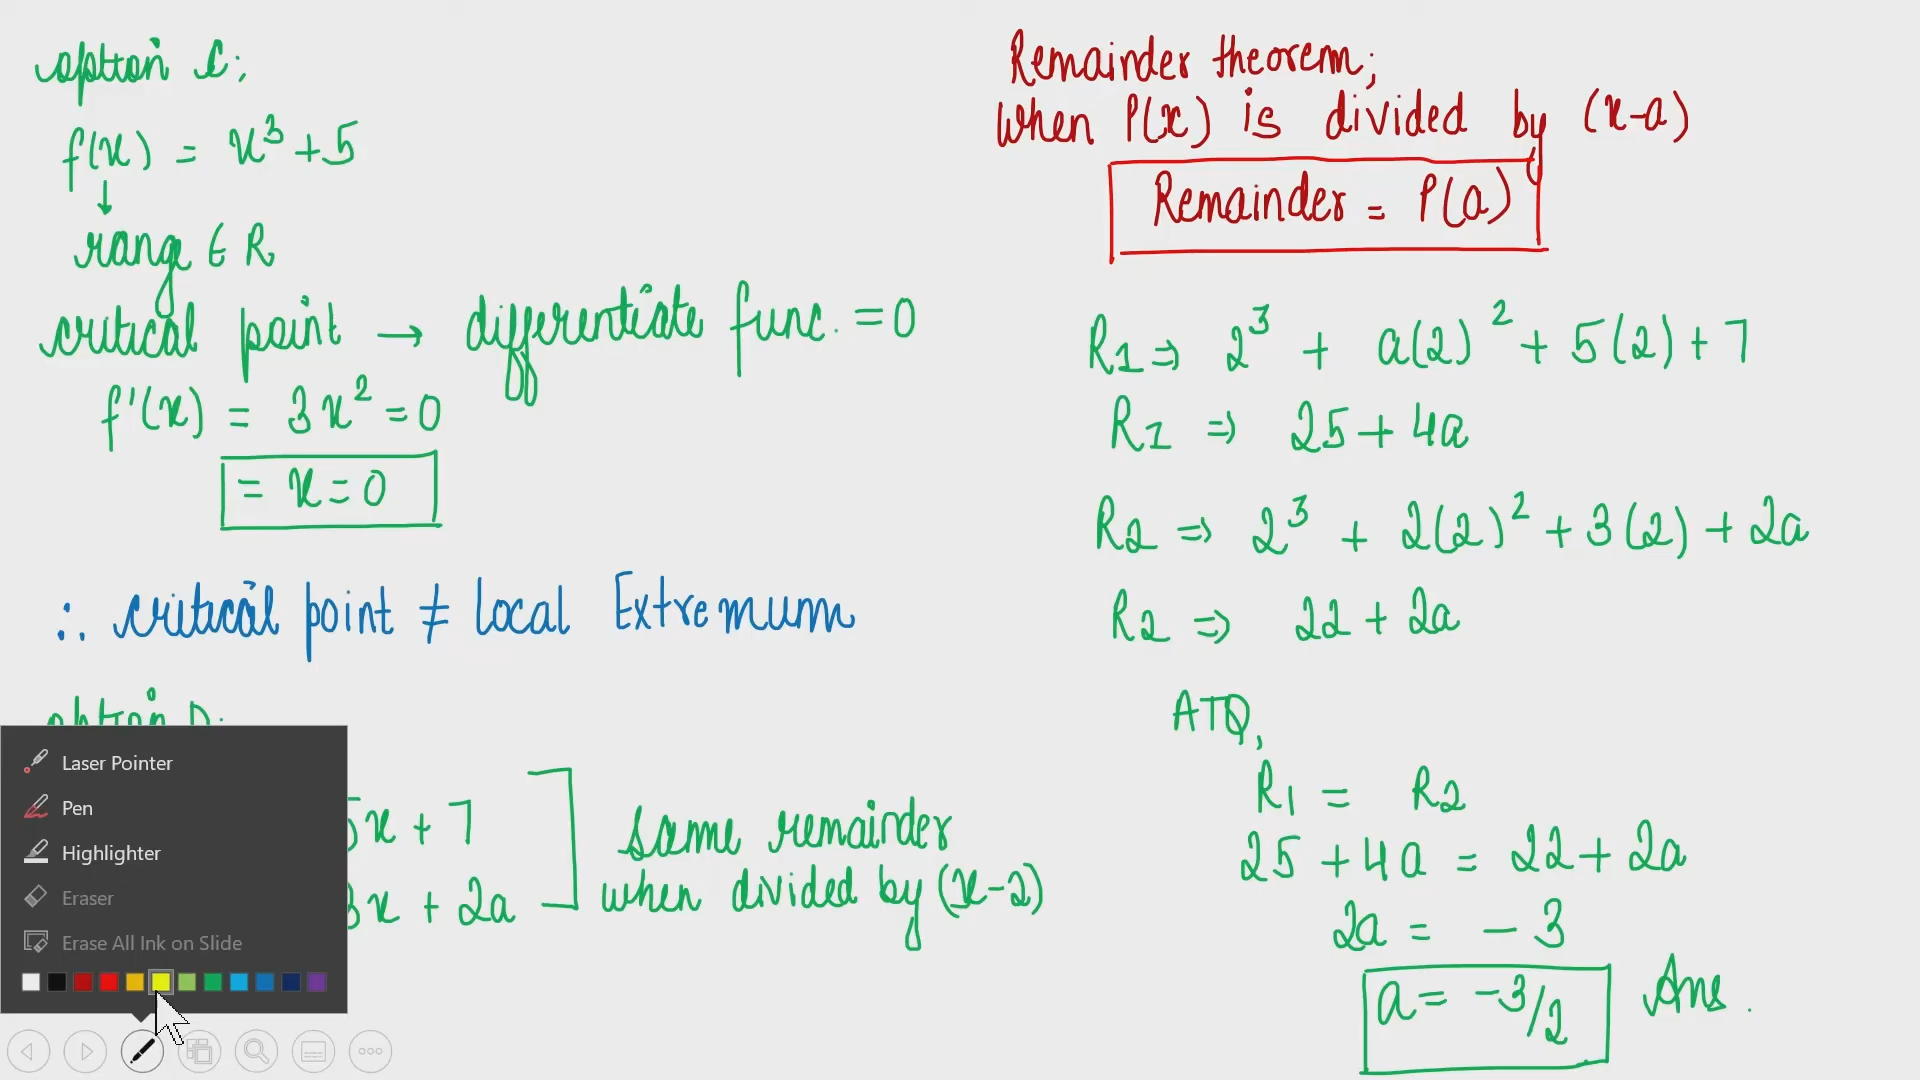 option C:
f(x) = x³ + 5
↓
range ∈ R
critical point → differentiate func. = 0
f'(x) = 3x² = 0
= x = 0
∴ critical point ≠ local Extremum
option D:
5x + 7
3x + 2a
same remainder
when divided by (x-2)
Laser Pointer
Pen
Highlighter
Eraser
Erase All Ink on Slide
Remainder theorem;
when P(x) is divided by (x-a)
Remainder = P(a)
R1 ⇒ 2³ + a(2)² + 5(2) + 7
R1 ⇒ 25 + 4a
R2 ⇒ 2³ + 2(2)² + 3(2) + 2a
R2 ⇒ 22 + 2a
ATQ,
R1 = R2
25 + 4a = 22 + 2a
2a = -3
a = -3/2 Ans.